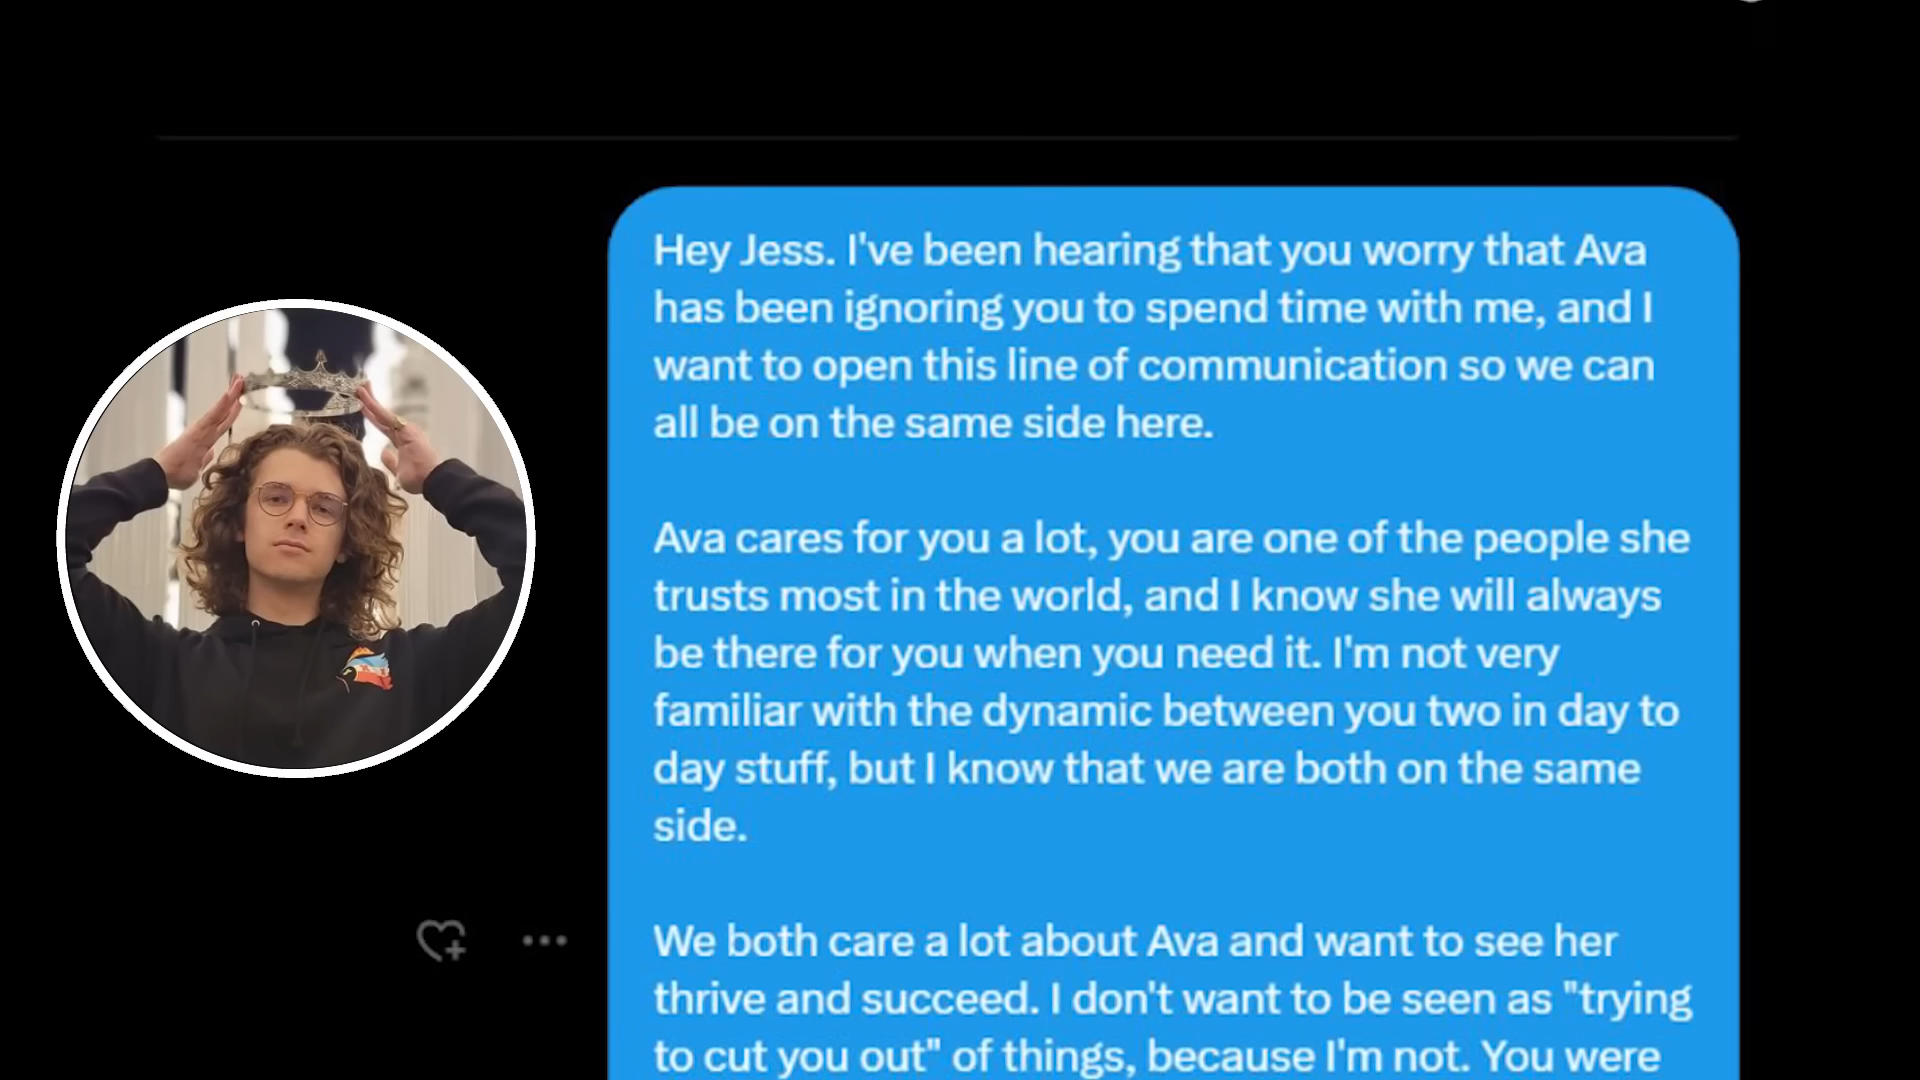 Hey Jess. I've been hearing that you worry that Ava
has been ignoring you to spend time with me, and I
want to open this line of communication so we can
all be on the same side here.
Ava cares for you a lot, you are one of the people she
trusts most in the world, and I know she will always
be there for you when you need it. I'm not very
familiar with the dynamic between you two in day to
day stuff, but I know that we are both on the same
side.
We both care a lot about Ava and want to see her
thrive and succeed. I don't want to be seen as "trying
to cut you out" of things, because I'm not. You were